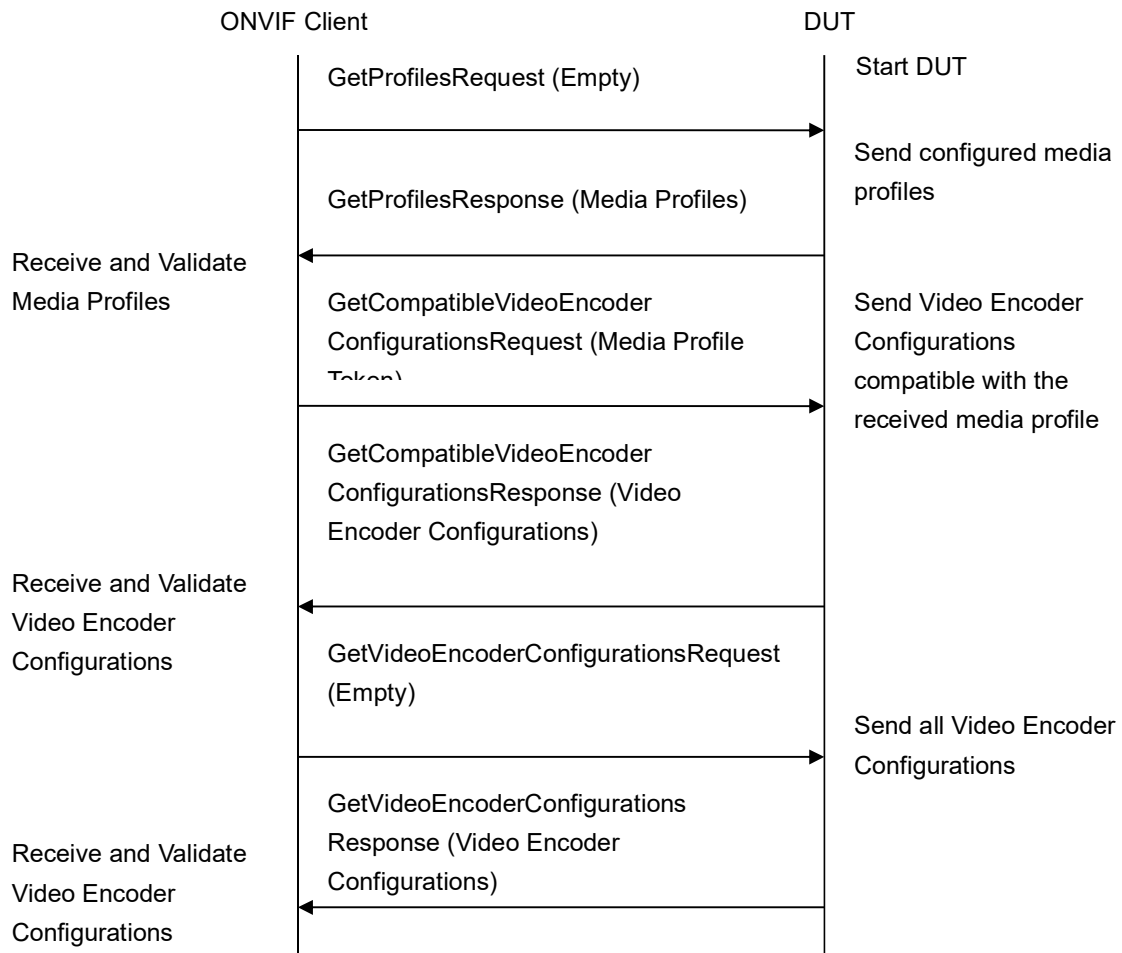 ONVIF Client
DUT
Start DUT
GetProfilesRequest (Empty)
Send configured media
profiles
GetProfilesResponse (Media Profiles)
Receive and Validate
Media Profiles
GetCompatibleVideoEncoder
ConfigurationsRequest (Media Profile
Token)
Send Video Encoder
Configurations
compatible with the
received media profile
GetCompatibleVideoEncoder
ConfigurationsResponse (Video
Encoder Configurations)
Receive and Validate
Video Encoder
Configurations
GetVideoEncoderConfigurationsRequest
(Empty)
Send all Video Encoder
Configurations
GetVideoEncoderConfigurations
Response (Video Encoder
Configurations)
Receive and Validate
Video Encoder
Configurations